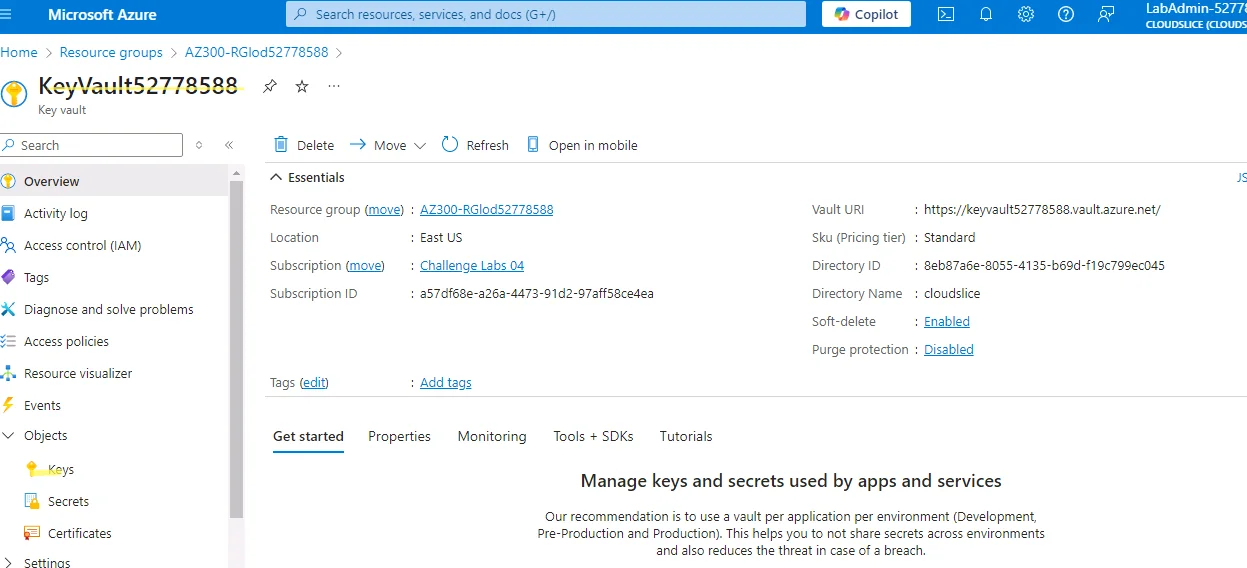 Microsoft Azure
Search resources, services, and docs (G+/)
Copilot
LabAdmin-5277
CLOUDSLICE (CLOUDS
Home > Resource groups > AZ300-RGlod52778588 >
KeyVault52778588
Key vault
Search
Delete Move Refresh Open in mobile
Overview
Activity log
Access control (IAM)
Tags
Diagnose and solve problems
Access policies
Resource visualizer
Events
Objects
Keys
Secrets
Certificates
Settings
Essentials
JS
Resource group (move) : AZ300-RGlod52778588
Location : East US
Subscription (move) : Challenge Labs 04
Subscription ID : a57df68e-a26a-4473-91d2-97aff58ce4ea
Vault URI : https://keyvault52778588.vault.azure.net/
Sku (Pricing tier) : Standard
Directory ID : 8eb87a6e-8055-4135-b69d-f19c799ec045
Directory Name : cloudslice
Soft-delete : Enabled
Purge protection : Disabled
Tags (edit) : Add tags
Get started Properties Monitoring Tools + SDKs Tutorials
Manage keys and secrets used by apps and services
Our recommendation is to use a vault per application per environment (Development,
Pre-Production and Production). This helps you to not share secrets across environments
and also reduces the threat in case of a breach.